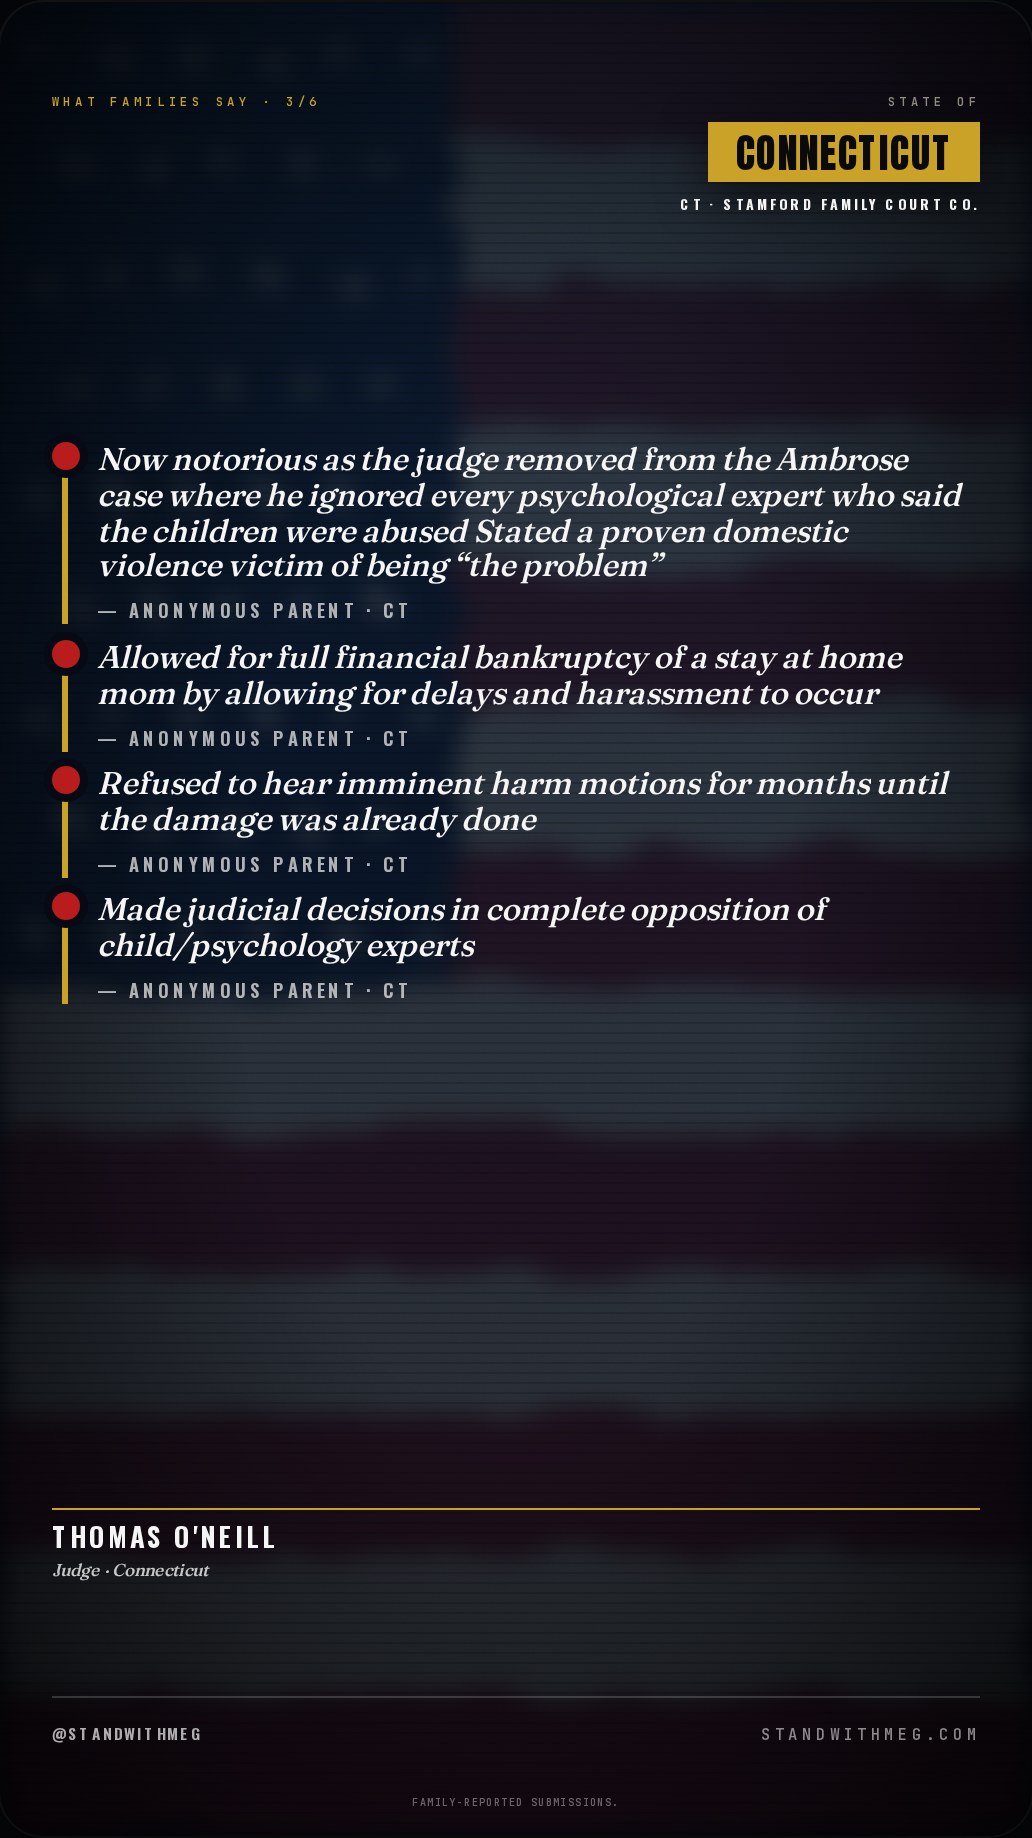 WHAT FAMILIES SAY · 3/6
STATE OF
CONNECTICUT
CT · STAMFORD FAMILY COURT CO.
Now notorious as the judge removed from the Ambrose
case where he ignored every psychological expert who said
the children were abused Stated a proven domestic
violence victim of being “the problem”
— ANONYMOUS PARENT · CT
Allowed for full financial bankruptcy of a stay at home
mom by allowing for delays and harassment to occur
— ANONYMOUS PARENT · CT
Refused to hear imminent harm motions for months until
the damage was already done
— ANONYMOUS PARENT · CT
Made judicial decisions in complete opposition of
child/psychology experts
— ANONYMOUS PARENT · CT
THOMAS O'NEILL
Judge · Connecticut
@STANDWITHMEG
STANDWITHMEG.COM
FAMILY-REPORTED SUBMISSIONS.